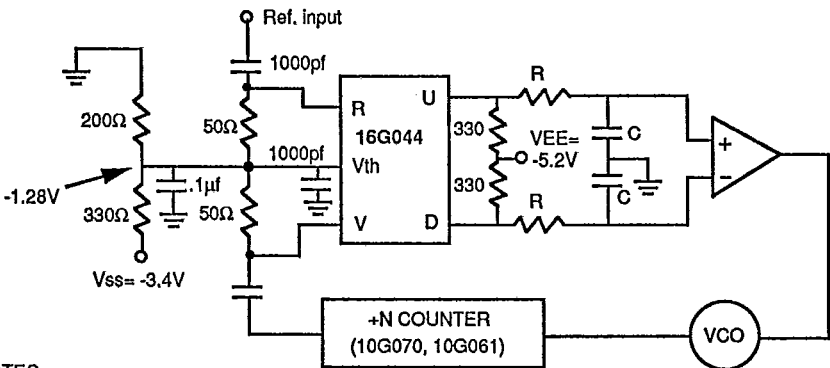 Ref. input
1000pf
R
U
R
200Ω
50Ω
16G044
330
VEE=
-5.2V
C
+
1000pf
Vth
-1.28V
.1µf
330
C
−
330Ω
50Ω
V
D
R
Vss= -3.4V
+N COUNTER
(10G070, 10G061)
VCO